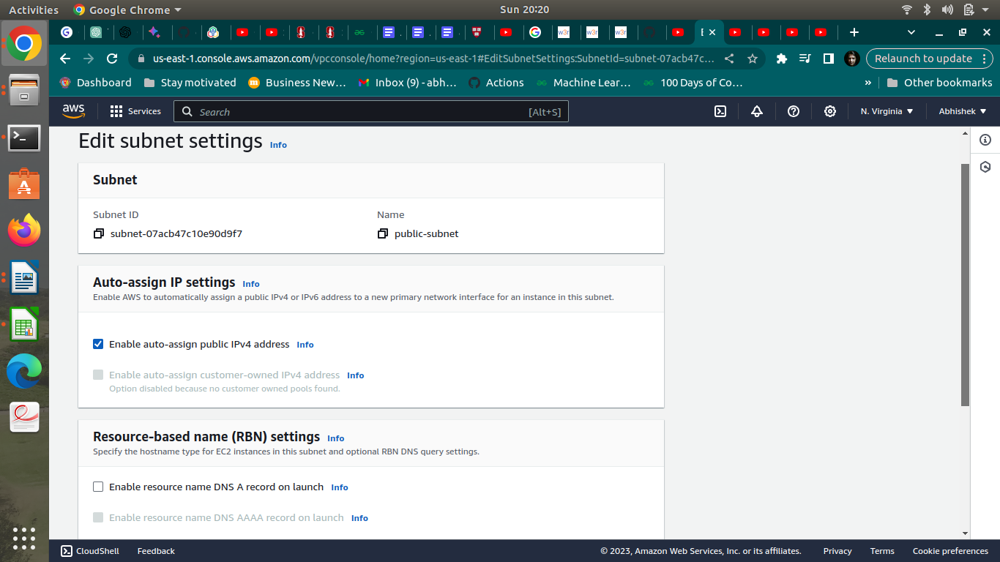 Activities
Google Chrome
Sun 20:20
us-east-1.console.aws.amazon.com/vpcconsole/home?region=us-east-1#EditSubnetSettings:SubnetId=subnet-07acb47c...
Relaunch to update
Dashboard
Stay motivated
Business New...
Inbox (9) - abh...
Actions
Machine Lear...
100 Days of Co...
»
Other bookmarks
aws
Services
Search
[Alt+S]
N. Virginia
Abhishek
Edit subnet settings Info
Subnet
Subnet ID
Name
subnet-07acb47c10e90d9f7
public-subnet
Auto-assign IP settings Info
Enable AWS to automatically assign a public IPv4 or IPv6 address to a new primary network interface for an instance in this subnet.
Enable auto-assign public IPv4 address Info
Enable auto-assign customer-owned IPv4 address Info
Option disabled because no customer owned pools found.
Resource-based name (RBN) settings Info
Specify the hostname type for EC2 instances in this subnet and optional RBN DNS query settings.
Enable resource name DNS A record on launch Info
Enable resource name DNS AAAA record on launch Info
CloudShell
Feedback
© 2023, Amazon Web Services, Inc. or its affiliates.
Privacy
Terms
Cookie preferences